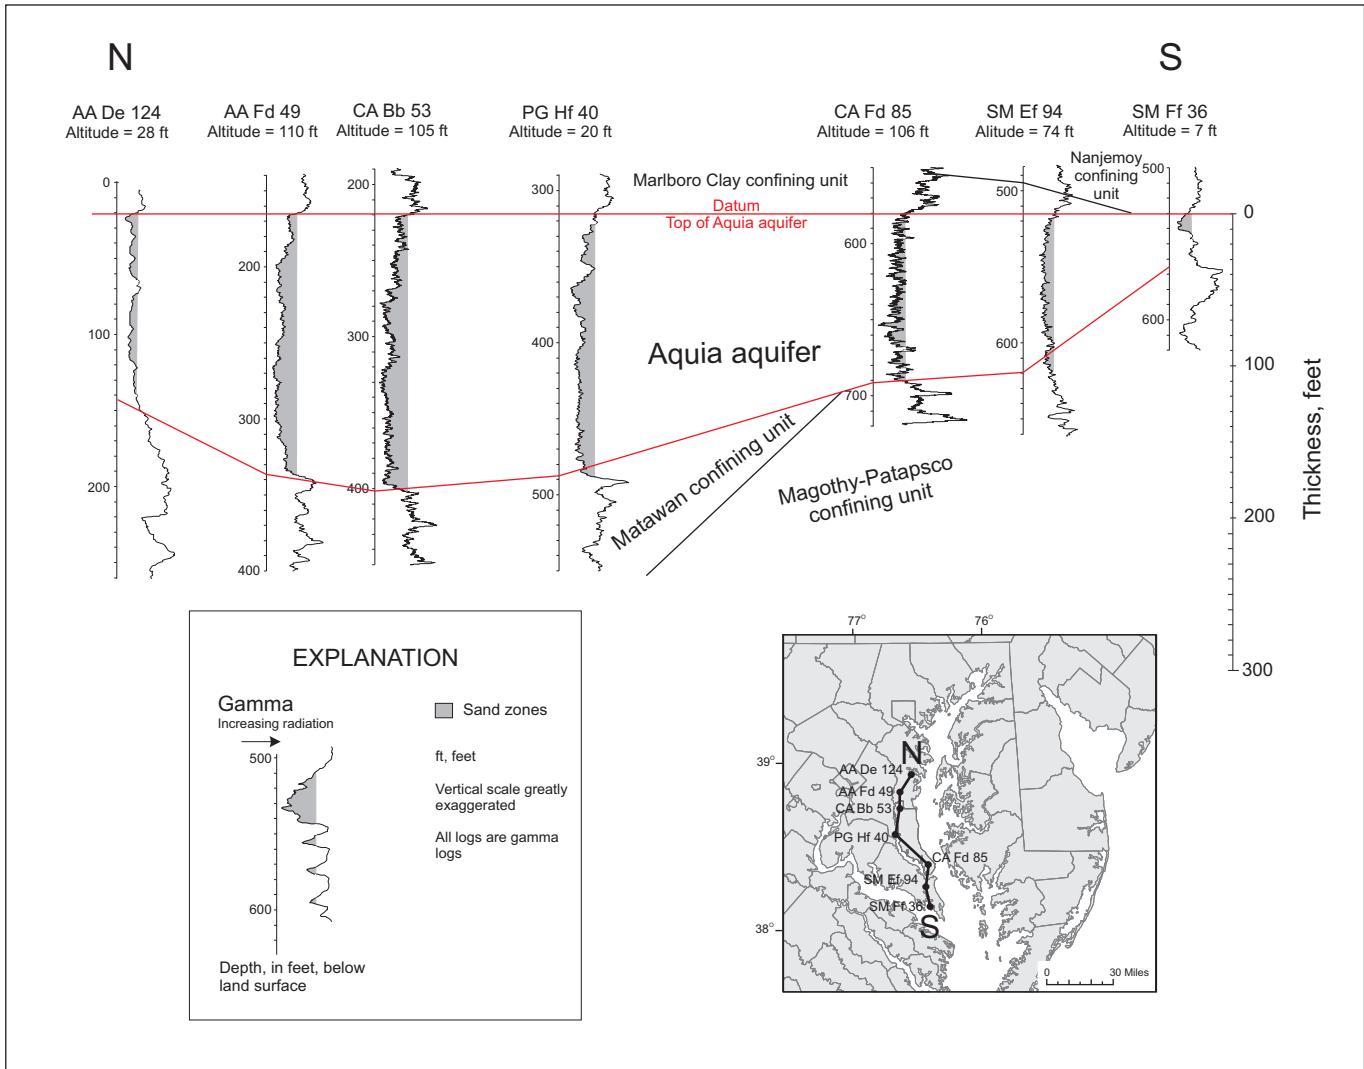 N
S
AA De 124
Altitude = 28 ft
AA Fd 49
Altitude = 110 ft
CA Bb 53
Altitude = 105 ft
PG Hf 40
Altitude = 20 ft
CA Fd 85
Altitude = 106 ft
SM Ef 94
Alitude = 74 ft
SM Ff 36
Altitude = 7 ft
0
100
200
200
300
400
200
300
400
300
400
500
600
700
500
600
500
600
Marlboro Clay confining unit
Nanjemoy
confining
unit
Datum
Top of Aquia aquifer
Aquia aquifer
Matawan confining unit
Magothy-Patapsco
confining unit
0
100
200
300
Thickness, feet
EXPLANATION
Gamma
Increasing radiation
500
600
Depth, in feet, below
land surface
Sand zones
ft, feet
Vertical scale greatly
exaggerated
All logs are gamma
logs
77°
76°
39°
38°
N
AA De 124
AA Fd 49
CA Bb 53
PG Hf 40
CA Fd 85
SM Ef 94
SM Ff 36
S
0
30 Miles